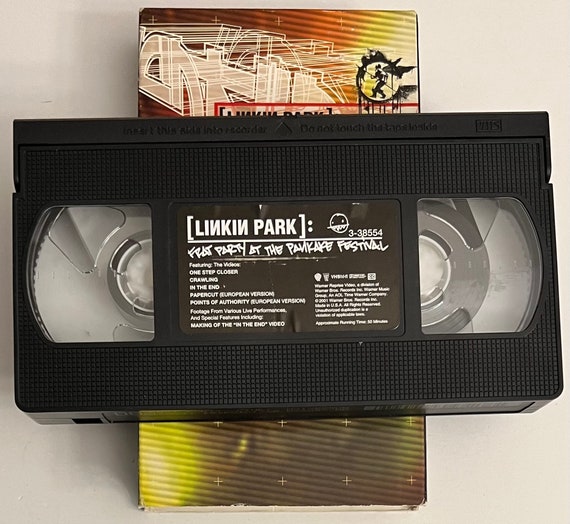 [LINKIN PARK]
Insert this side into recorder Do not touch the tape inside VHS
[LINKIN PARK]:
3-38554
FRAT PARTY AT THE PANKAKE FESTIVAL
Featuring: The Videos:
ONE STEP CLOSER
CRAWLING
IN THE END
PAPERCUT (EUROPEAN VERSION)
POINTS OF AUTHORITY (EUROPEAN VERSION)
Footage From Various Live Performances,
And Special Features Including:
MAKING OF THE "IN THE END" VIDEO
VHS
Warner Reprise Video, a division of
Warner Bros. Records Inc. Warner Music
Group, An AOL Time Warner Company.
© 2001 Warner Bros. Records Inc.
Made in U.S.A. All Rights Reserved.
Unauthorized duplication is a
violation of applicable laws.
Approximate Running Time: 50 Minutes